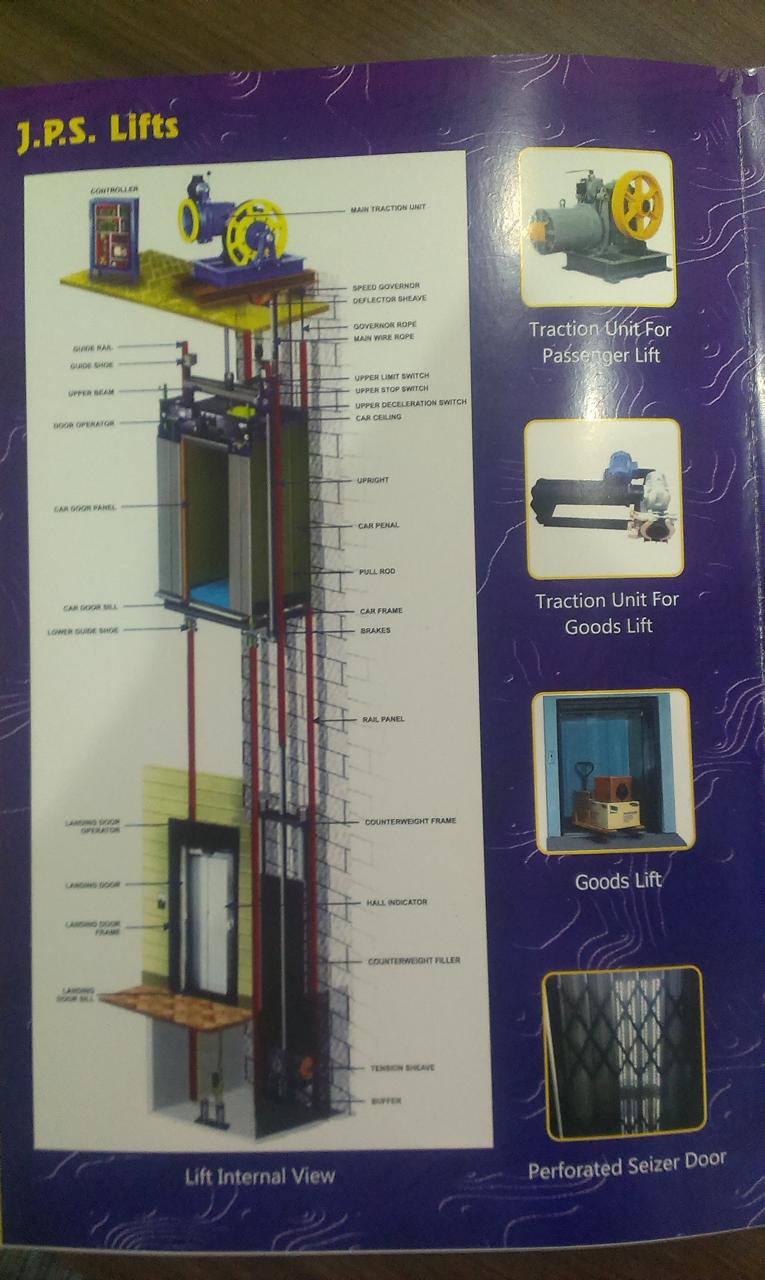 J.P.S. Lifts
CONTROLLER
MAIN TRACTION UNIT
SPEED GOVERNOR
DEFLECTOR SHEAVE
GOVERNOR ROPE
MAIN WIRE ROPE
GUIDE RAIL
GUIDE SHOE
UPPER BEAM
DOOR OPERATOR
UPPER LIMIT SWITCH
UPPER STOP SWITCH
UPPER DECELERATION SWITCH
CAR CEILING
UPRIGHT
CAR DOOR PANEL
CAR PENAL
PULL ROD
CAR DOOR SILL
LOWER GUIDE SHOE
CAR FRAME
BRAKES
RAIL PANEL
LANDING DOOR
OPERATOR
COUNTERWEIGHT FRAME
LANDING DOOR
HALL INDICATOR
LANDING DOOR
FRAME
COUNTERWEIGHT FILLER
LANDING
DOOR SILL
TENSION SHEAVE
BUFFER
Lift Internal View
Traction Unit For
Passenger Lift
Traction Unit For
Goods Lift
Goods Lift
Perforated Seizer Door